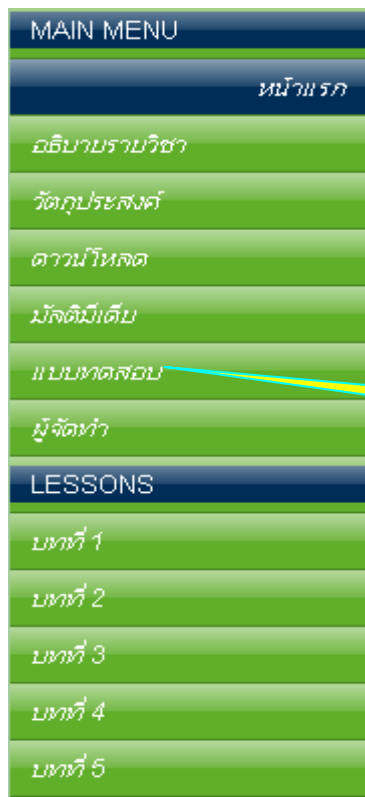 MAIN MENU
หน้าแรก
อธิบายรายวิชา
วัตถุประสงค์
ดาวน์โหลด
มัลติมีเดีย
แบบทดสอบ
ผู้จัดทำ
LESSONS
บทที่ 1
บทที่ 2
บทที่ 3
บทที่ 4
บทที่ 5